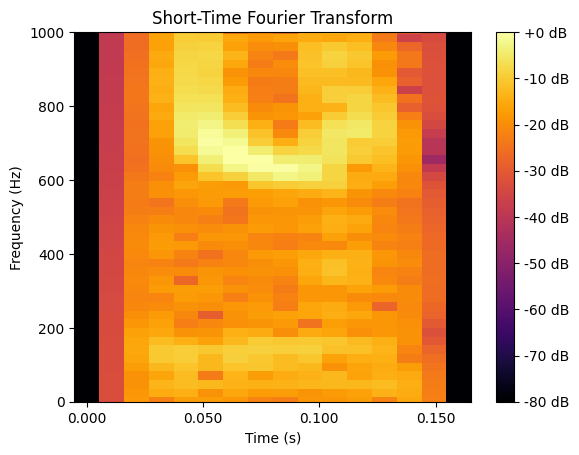 Short-Time Fourier Transform
1000
800
600
400
200
0
Frequency (Hz)
0.000
0.050
0.100
0.150
Time (s)
+0 dB
-10 dB
-20 dB
-30 dB
-40 dB
-50 dB
-60 dB
-70 dB
-80 dB